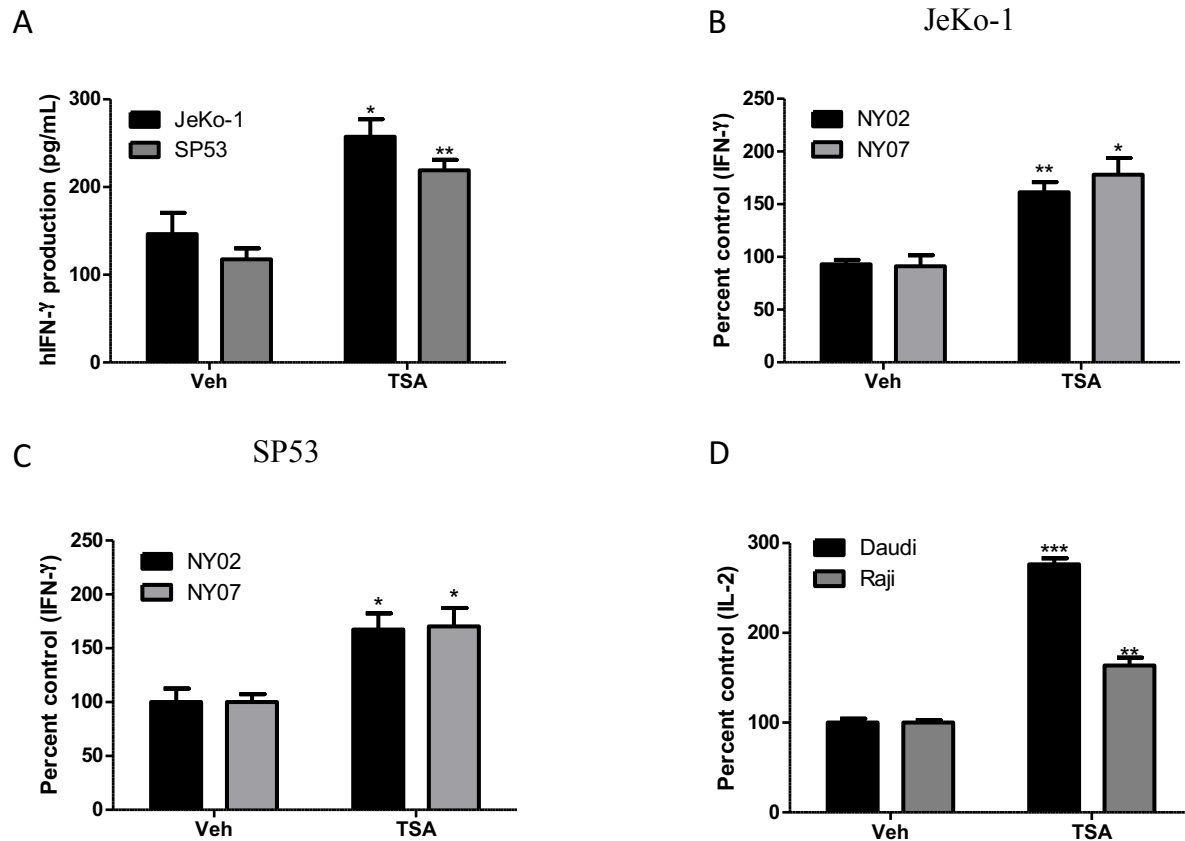 A
hIFN-γ production (pg/mL)
300
200
100
0
JeKo-1
SP53
*
**
Veh
TSA
B
JeKo-1
Percent control (IFN-γ)
250
200
150
100
50
0
NY02
NY07
**
*
Veh
TSA
C
SP53
Percent control (IFN-γ)
250
200
150
100
50
0
NY02
NY07
*
*
Veh
TSA
D
Percent control (IL-2)
300
200
100
0
Daudi
Raji
***
**
Veh
TSA